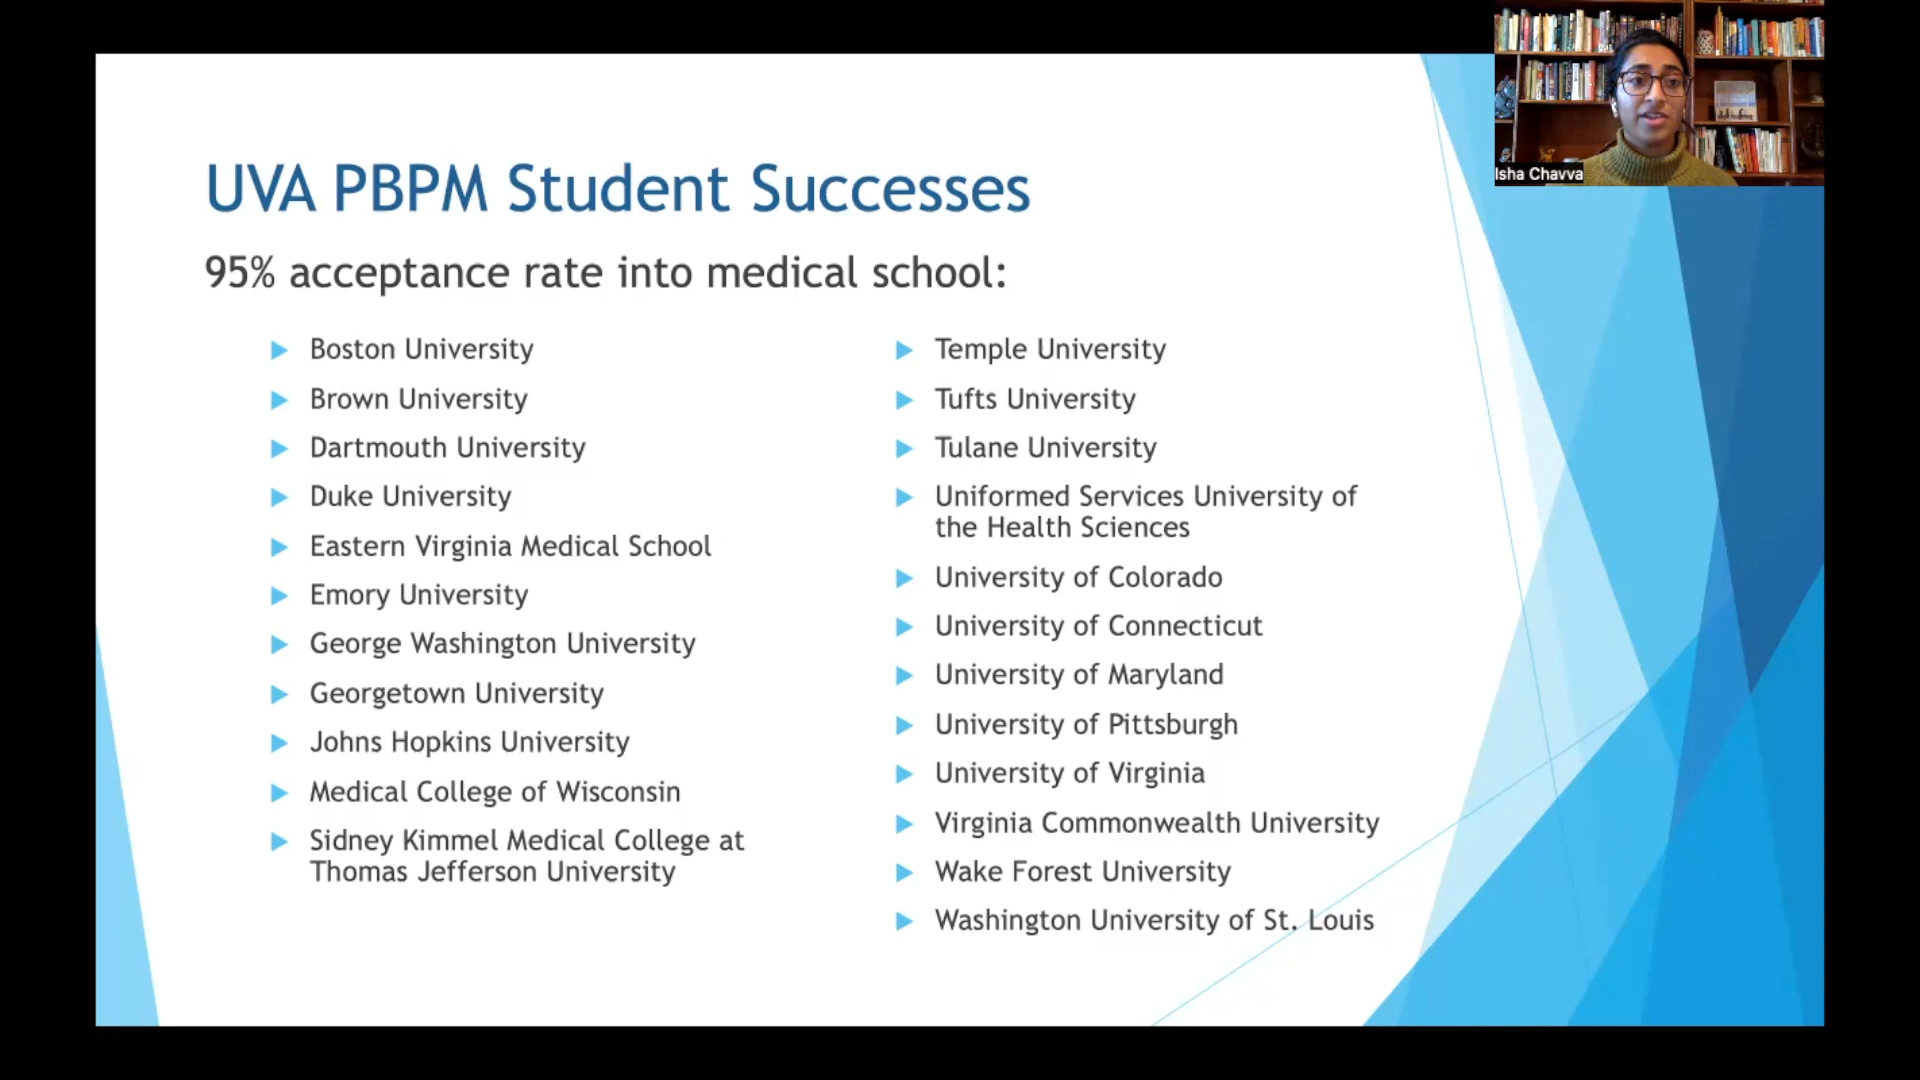 UVA PBPM Student Successes
95% acceptance rate into medical school:
Boston University
Brown University
Dartmouth University
Duke University
Eastern Virginia Medical School
Emory University
George Washington University
Georgetown University
Johns Hopkins University
Medical College of Wisconsin
Sidney Kimmel Medical College at
Thomas Jefferson University
Temple University
Tufts University
Tulane University
Uniformed Services University of
the Health Sciences
University of Colorado
University of Connecticut
University of Maryland
University of Pittsburgh
University of Virginia
Virginia Commonwealth University
Wake Forest University
Washington University of St. Louis
Isha Chavva